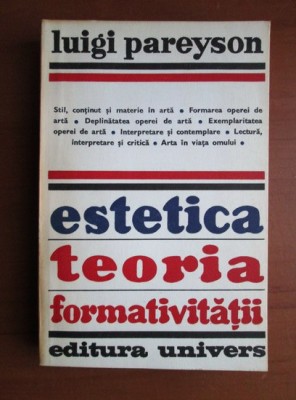 luigi pareyson
Stil, conținut și materie în artă • Formarea operei de
artă • Deplinătatea operei de artă • Exemplaritatea
operei de artă • Interpretare și contemplare • Lectură,
interpretare și critică • Arta în viața omului •
estetica
teoria
formativității
editura univers